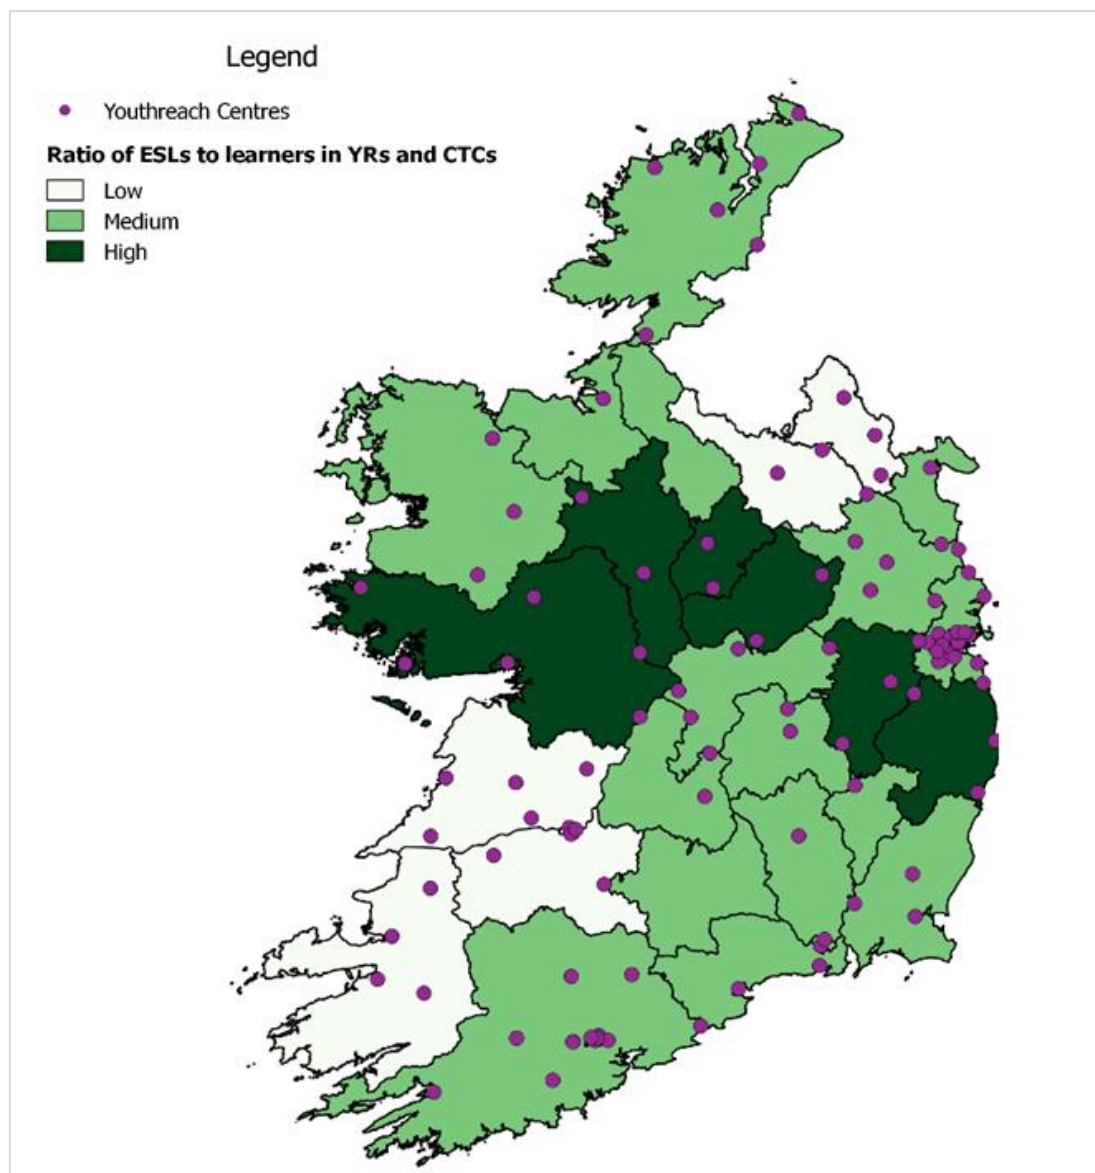 Legend
Youthreach Centres
Ratio of ESLs to learners in YRs and CTCs
Low
Medium
High